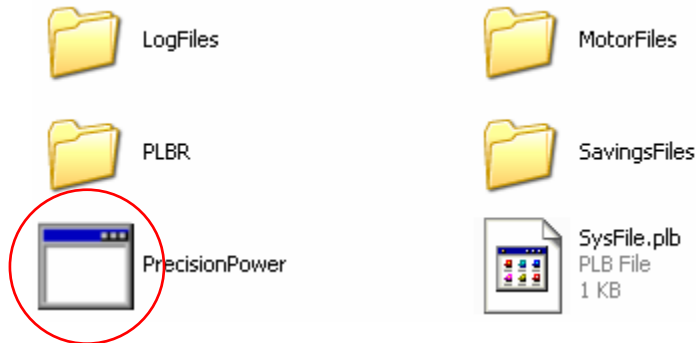 LogFiles
MotorFiles
PLBR
SavingsFiles
PrecisionPower
SysFile.plb
PLB File
1 KB